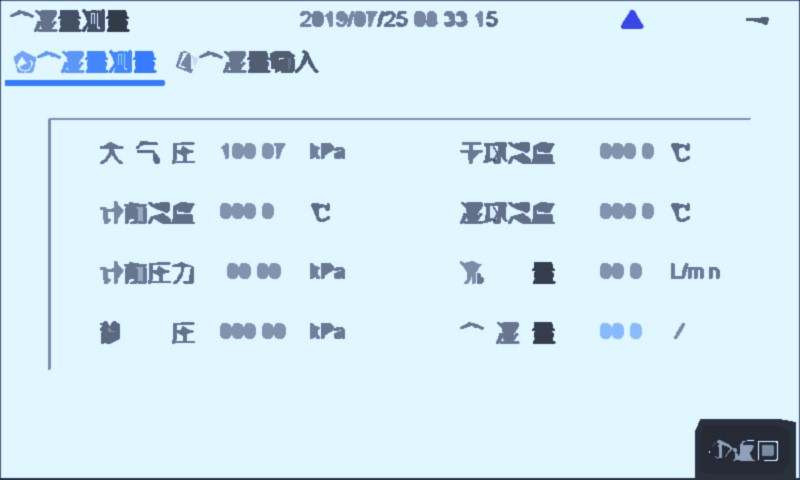 含湿量测量 2019/07/25 08 33 15
含湿量测量 含湿量输入
大气压 100 07 kPa 干球温度 000 0 ℃
计前温度 000 0 ℃ 湿球温度 000 0 ℃
计前压力 00 00 kPa 流量 00 0 L/m n
静压 000 00 kPa 含湿量 00 0
返回